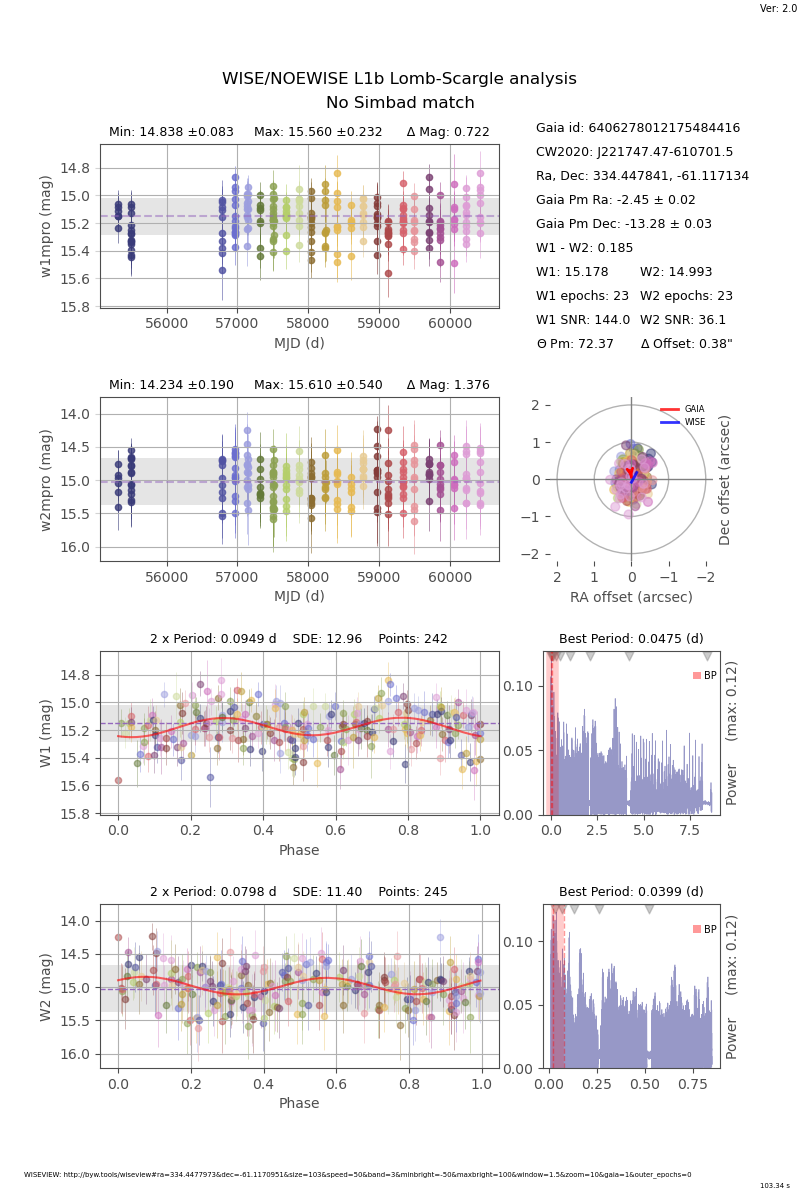 Ver: 2.0
WISE/NOEWISE L1b Lomb-Scargle analysis
No Simbad match
Min: 14.838 ±0.083 Max: 15.560 ±0.232 Δ Mag: 0.722
w1mpro (mag)
14.8
15.0
15.2
15.4
15.6
15.8
56000 57000 58000 59000 60000
MJD (d)
Gaia id: 6406278012175484416
CW2020: J221747.47-610701.5
Ra, Dec: 334.447841, -61.117134
Gaia Pm Ra: -2.45 ± 0.02
Gaia Pm Dec: -13.28 ± 0.03
W1 - W2: 0.185
W1: 15.178 W2: 14.993
W1 epochs: 23 W2 epochs: 23
W1 SNR: 144.0 W2 SNR: 36.1
Θ Pm: 72.37 Δ Offset: 0.38"
Min: 14.234 ±0.190 Max: 15.610 ±0.540 Δ Mag: 1.376
w2mpro (mag)
14.0
14.5
15.0
15.5
16.0
56000 57000 58000 59000 60000
MJD (d)
GAIA
WISE
2
1
0
−1
−2
2 1 0 −1 −2
RA offset (arcsec)
Dec offset (arcsec)
2 x Period: 0.0949 d SDE: 12.96 Points: 242
W1 (mag)
14.8
15.0
15.2
15.4
15.6
15.8
0.0 0.2 0.4 0.6 0.8 1.0
Phase
Best Period: 0.0475 (d)
BP
0.10
0.05
0.00
0.0 2.5 5.0 7.5
Power (max: 0.12)
2 x Period: 0.0798 d SDE: 11.40 Points: 245
W2 (mag)
14.0
14.5
15.0
15.5
16.0
0.0 0.2 0.4 0.6 0.8 1.0
Phase
Best Period: 0.0399 (d)
BP
0.10
0.05
0.00
0.00 0.25 0.50 0.75
Power (max: 0.12)
WISEVIEW: http://byw.tools/wiseview#ra=334.4477973&dec=-61.1170951&size=103&speed=50&band=3&minbright=-50&maxbright=100&window=1.5&zoom=10&gaia=1&outer_epochs=0
103.34 s